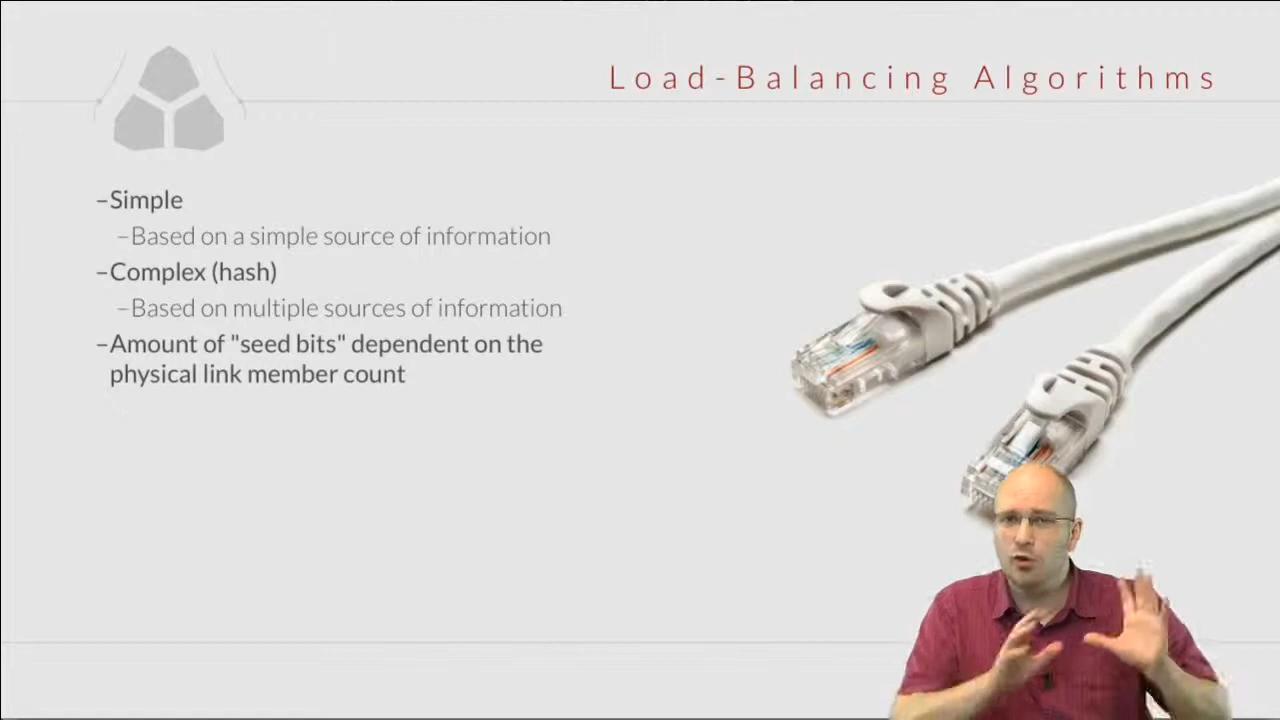 Load-Balancing Algorithms
–Simple
–Based on a simple source of information
–Complex (hash)
–Based on multiple sources of information
–Amount of "seed bits" dependent on the
physical link member count